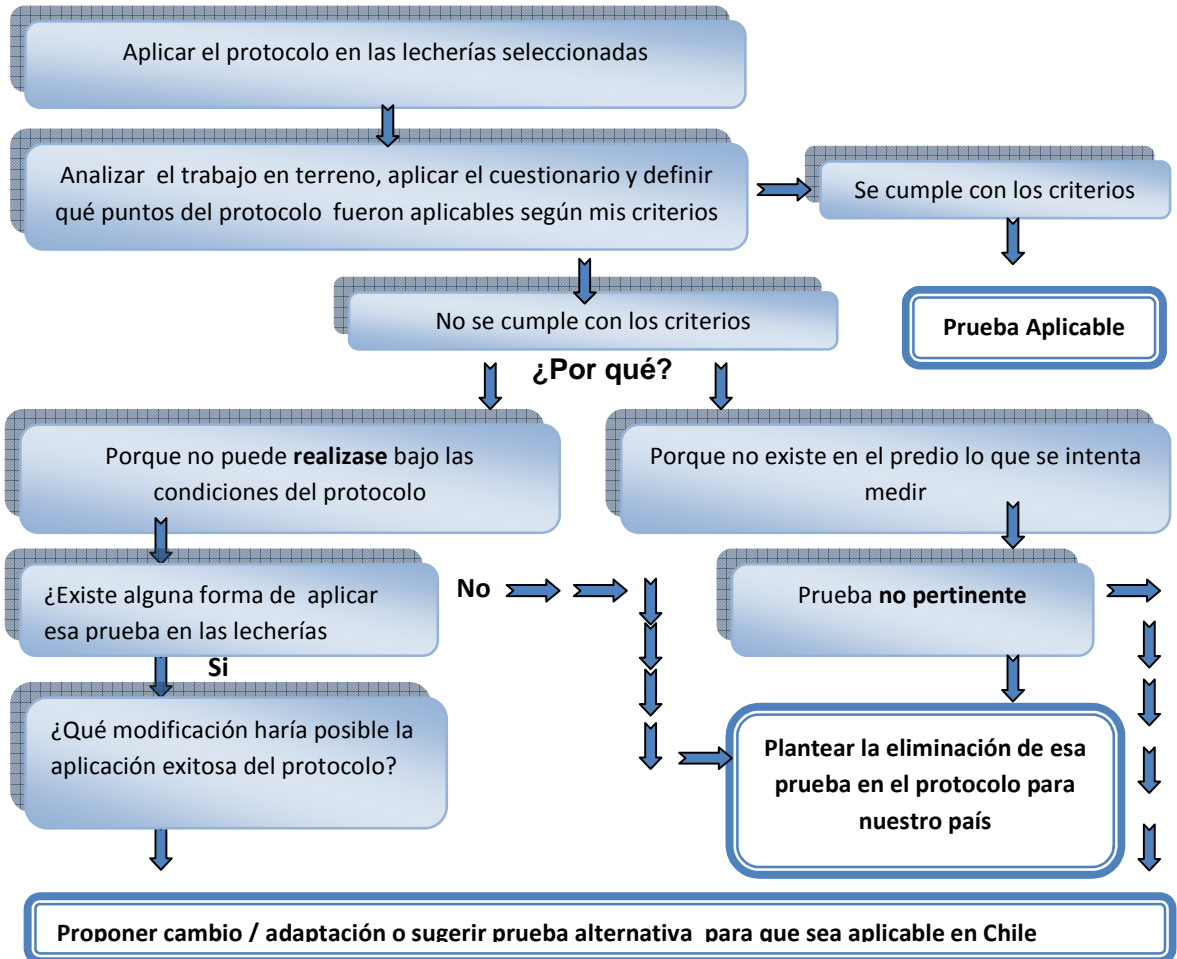 Aplicar el protocolo en las lecherías seleccionadas
Analizar el trabajo en terreno, aplicar el cuestionario y definir
qué puntos del protocolo fueron aplicables según mis criterios
Se cumple con los criterios
Prueba Aplicable
No se cumple con los criterios
¿Por qué?
Porque no puede realizase bajo las
condiciones del protocolo
Porque no existe en el predio lo que se intenta
medir
¿Existe alguna forma de aplicar
esa prueba en las lecherías
No
Prueba no pertinente
Si
¿Qué modificación haría posible la
aplicación exitosa del protocolo?
Plantear la eliminación de esa
prueba en el protocolo para
nuestro país
Proponer cambio / adaptación o sugerir prueba alternativa para que sea aplicable en Chile